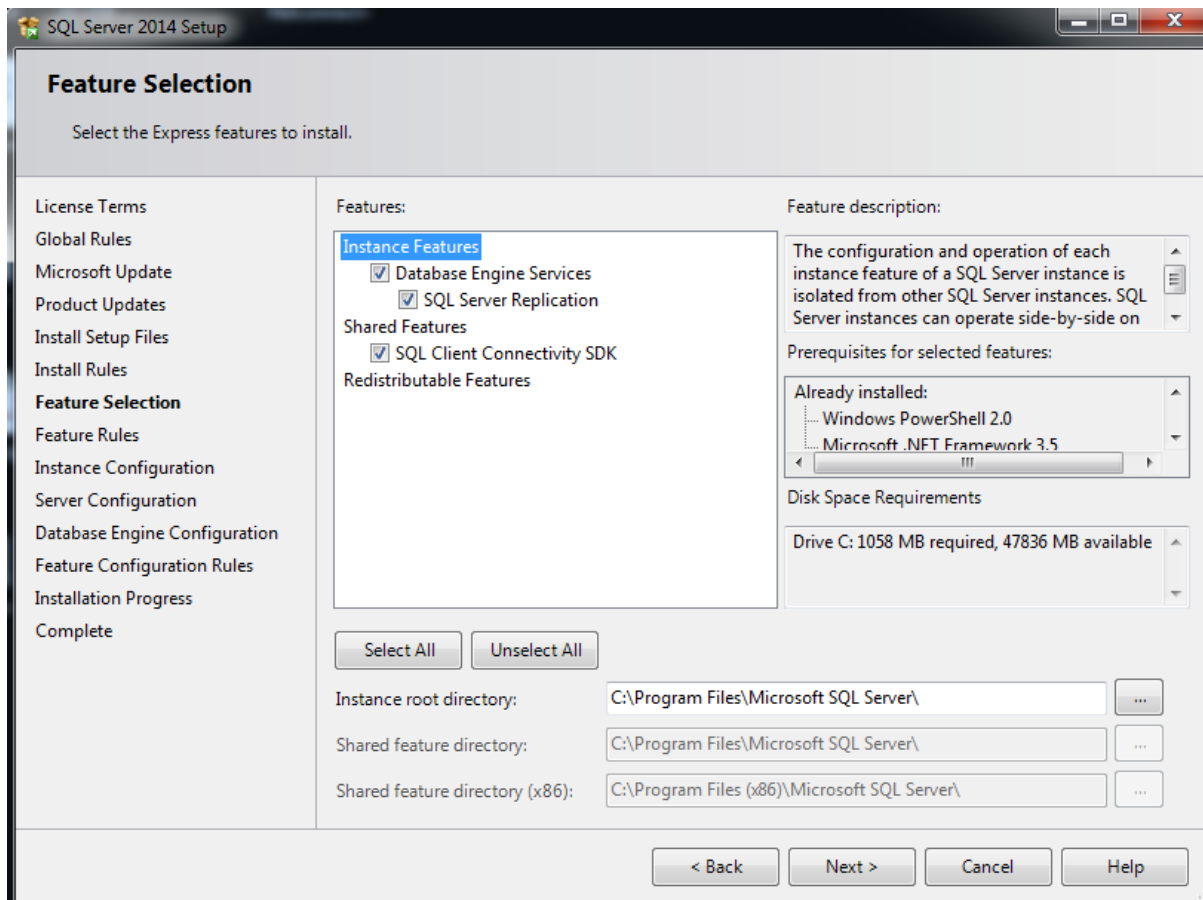 SQL Server 2014 Setup
Feature Selection
Select the Express features to install.
License Terms
Global Rules
Microsoft Update
Product Updates
Install Setup Files
Install Rules
Feature Selection
Feature Rules
Instance Configuration
Server Configuration
Database Engine Configuration
Feature Configuration Rules
Installation Progress
Complete
Features:
Instance Features
Database Engine Services
SQL Server Replication
Shared Features
SQL Client Connectivity SDK
Redistributable Features
Feature description:
The configuration and operation of each
instance feature of a SQL Server instance is
isolated from other SQL Server instances. SQL
Server instances can operate side-by-side on
Prerequisites for selected features:
Already installed:
Windows PowerShell 2.0
Microsoft .NET Framework 3.5
Disk Space Requirements
Drive C: 1058 MB required, 47836 MB available
Select All
Unselect All
Instance root directory:
C:\Program Files\Microsoft SQL Server\
...
Shared feature directory:
C:\Program Files\Microsoft SQL Server\
...
Shared feature directory (x86):
C:\Program Files (x86)\Microsoft SQL Server\
...
< Back
Next >
Cancel
Help